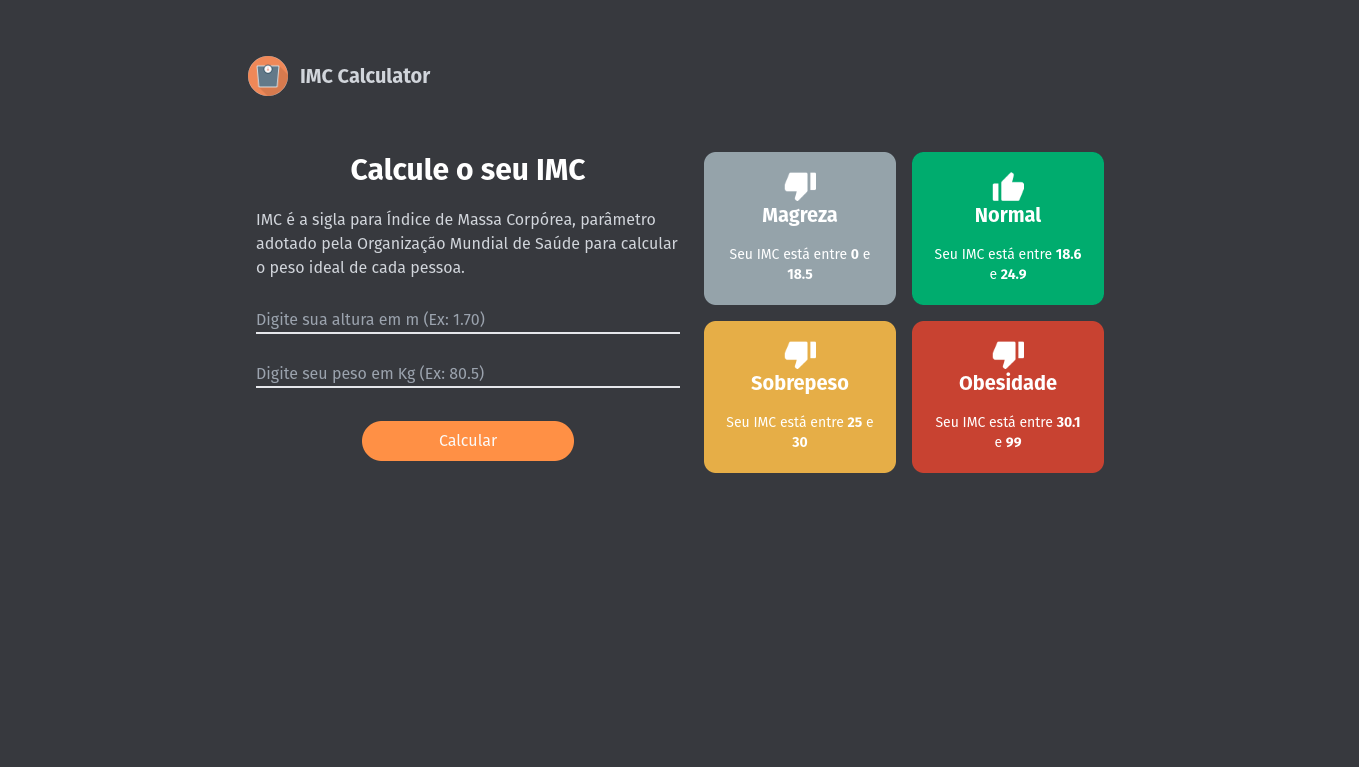 IMC Calculator
Calcule o seu IMC
IMC é a sigla para Índice de Massa Corpórea, parâmetro
adotado pela Organização Mundial de Saúde para calcular
o peso ideal de cada pessoa.
Digite sua altura em m (Ex: 1.70)
Digite seu peso em Kg (Ex: 80.5)
Calcular
Magreza
Seu IMC está entre 0 e
18.5
Normal
Seu IMC está entre 18.6
e 24.9
Sobrepeso
Seu IMC está entre 25 e
30
Obesidade
Seu IMC está entre 30.1
e 99